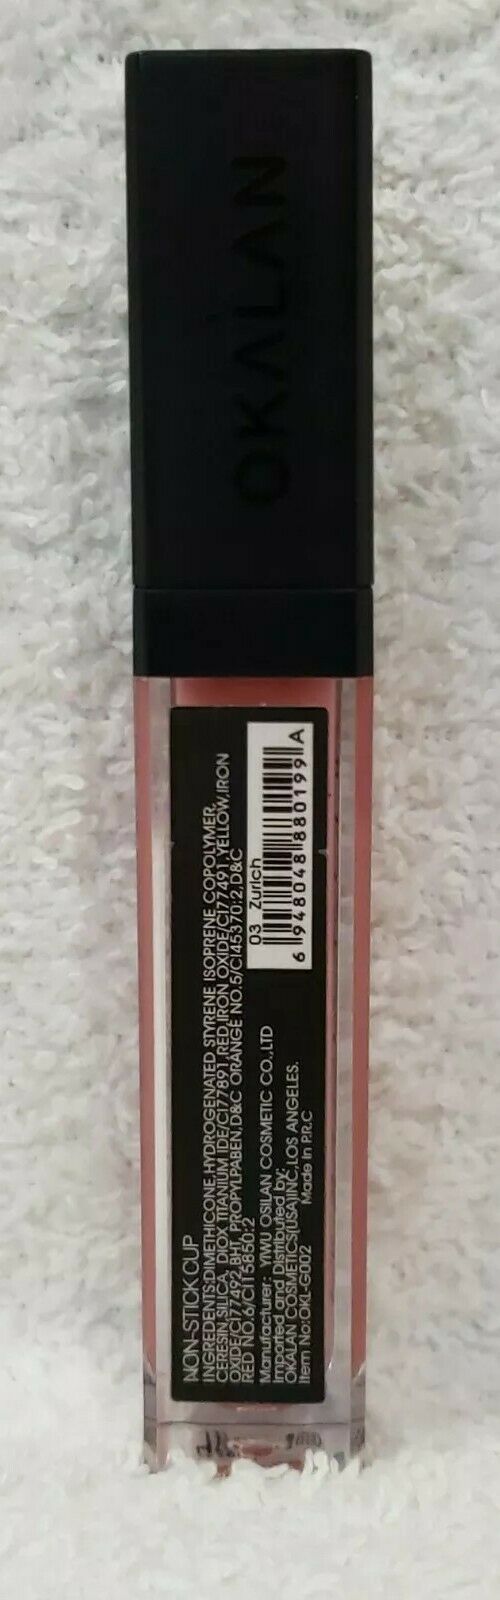 OKALAN
NON-STICK CUP
INGREDIENTS:DIMETHICONE,HYDROGENATED STYRENE ISOPRENE COPOLYMER,
CERESIN,SILICA, DIOX TITANIUM IDE/CI77891,RED,IRON OXIDE/CI77491,YELLOW,IRON
OXIDE/CI77492,BHT, PROPYLPABEN,D&C ORANGE NO.5/CI45370:2,D&C
RED NO.6/CI15850:2
Manufacturer: YIWU OSILAN COSMETIC CO.,LTD
Imported and Distributed by:
OKALAN COSMETICS(USA)INC,LOS ANGELES.
Item No:OKL-G002 Made In P.R.C
03 Zurich
6 948048 880199 A